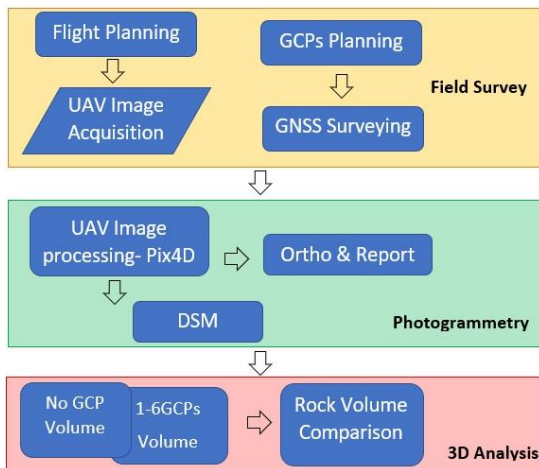 Flight Planning
UAV Image
Acquisition
GCPs Planning
GNSS Surveying
Field Survey
UAV Image
processing- Pix4D
Ortho & Report
DSM
Photogrammetry
No GCP
Volume
1-6GCPs
Volume
Rock Volume
Comparison
3D Analysis